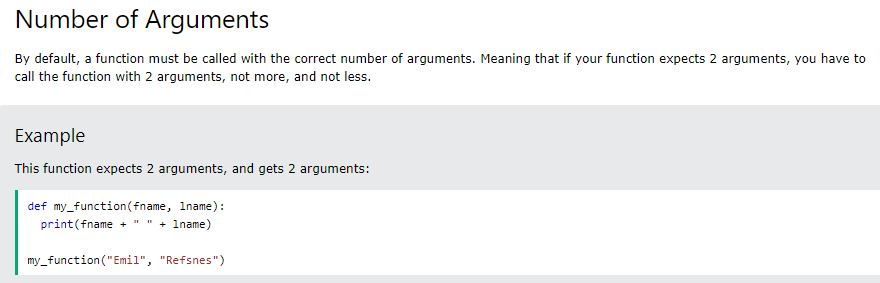 Number of Arguments
By default, a function must be called with the correct number of arguments. Meaning that if your function expects 2 arguments, you have to
call the function with 2 arguments, not more, and not less.
Example
This function expects 2 arguments, and gets 2 arguments:
def my_function(fname, lname):
  print(fname + " " + lname)
my_function("Emil", "Refsnes")